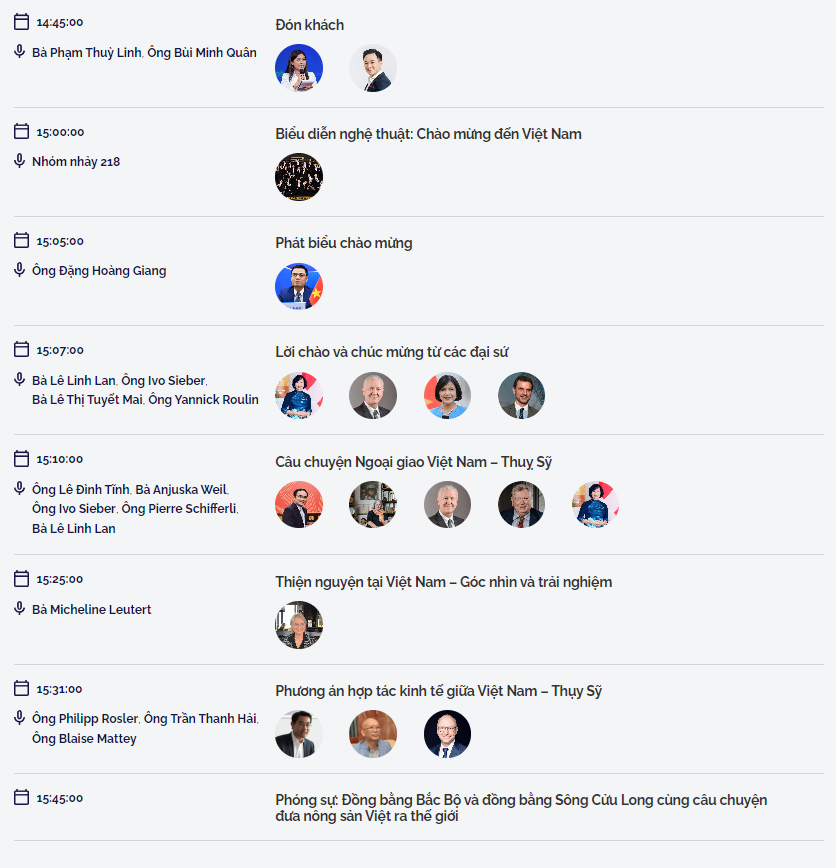 14:45:00
Đón khách
Bà Phạm Thuỳ Linh, Ông Bùi Minh Quân
15:00:00
Biểu diễn nghệ thuật: Chào mừng đến Việt Nam
Nhóm nhảy 218
15:05:00
Phát biểu chào mừng
Ông Đặng Hoàng Giang
15:07:00
Lời chào và chúc mừng từ các đại sứ
Bà Lê Linh Lan, Ông Ivo Sieber,
Bà Lê Thị Tuyết Mai, Ông Yannick Roulin
15:10:00
Câu chuyện Ngoại giao Việt Nam – Thuỵ Sỹ
Ông Lê Đình Tĩnh, Bà Anjuska Weil,
Ông Ivo Sieber, Ông Pierre Schifferli,
Bà Lê Linh Lan
15:25:00
Thiện nguyện tại Việt Nam – Góc nhìn và trải nghiệm
Bà Micheline Leutert
15:31:00
Phương án hợp tác kinh tế giữa Việt Nam – Thụy Sỹ
Ông Philipp Rosler, Ông Trần Thanh Hải,
Ông Blaise Mattey
15:45:00
Phóng sự: Đồng bằng Bắc Bộ và đồng bằng Sông Cửu Long cùng câu chuyện
đưa nông sản Việt ra thế giới